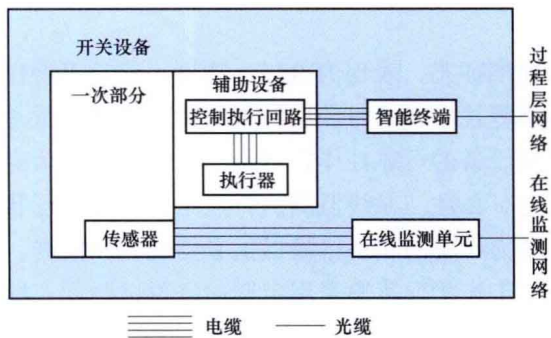 开关设备
一次部分
辅助设备
控制执行回路
智能终端
执行器
传感器
在线监测单元
过程层网络
在线监测网络
电缆
光缆